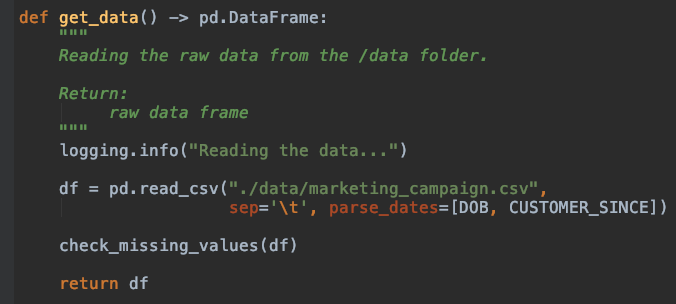 def get_data() -> pd.DataFrame:
    """
    Reading the raw data from the /data folder.

    Return:
         raw data frame
    """
    logging.info("Reading the data...")

    df = pd.read_csv("./data/marketing_campaign.csv",
                     sep='\t', parse_dates=[DOB, CUSTOMER_SINCE])

    check_missing_values(df)

    return df